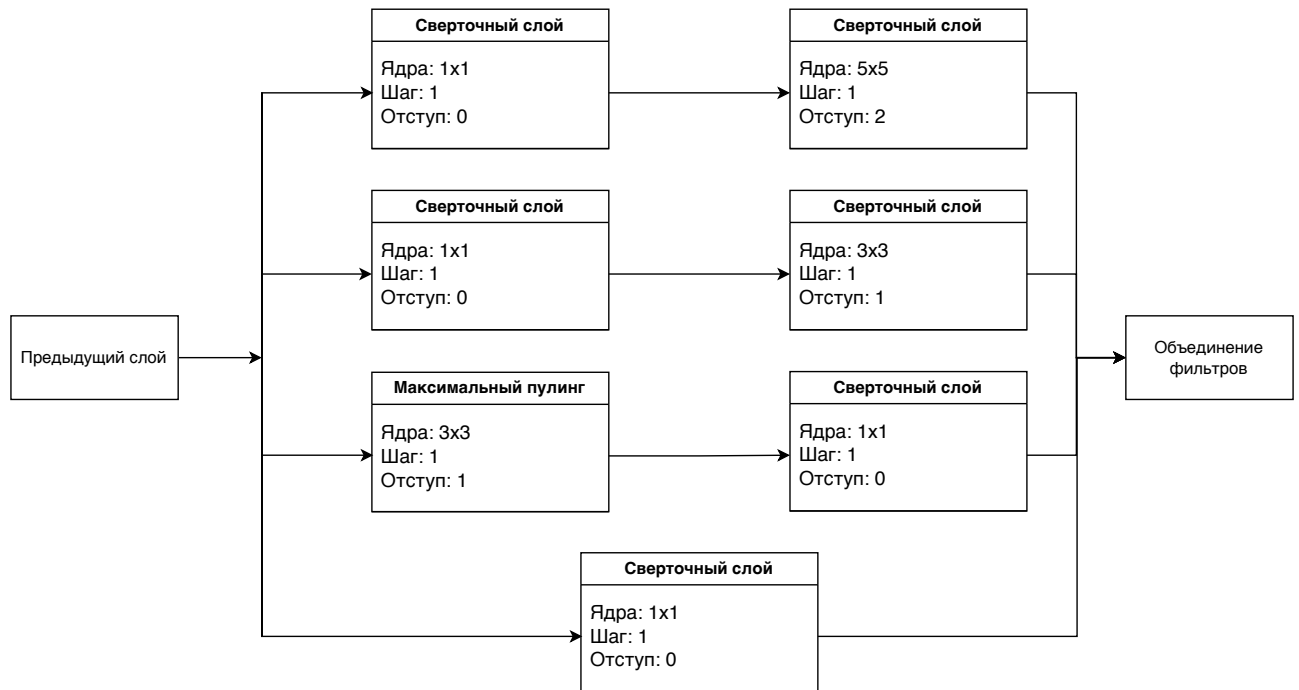 Сверточный слой
Ядра: 1x1
Шаг: 1
Отступ: 0
Сверточный слой
Ядра: 5x5
Шаг: 1
Отступ: 2
Сверточный слой
Ядра: 1x1
Шаг: 1
Отступ: 0
Сверточный слой
Ядра: 3x3
Шаг: 1
Отступ: 1
Предыдущий слой
Объединение
фильтров
Максимальный пулинг
Ядра: 3x3
Шаг: 1
Отступ: 1
Сверточный слой
Ядра: 1x1
Шаг: 1
Отступ: 0
Сверточный слой
Ядра: 1x1
Шаг: 1
Отступ: 0